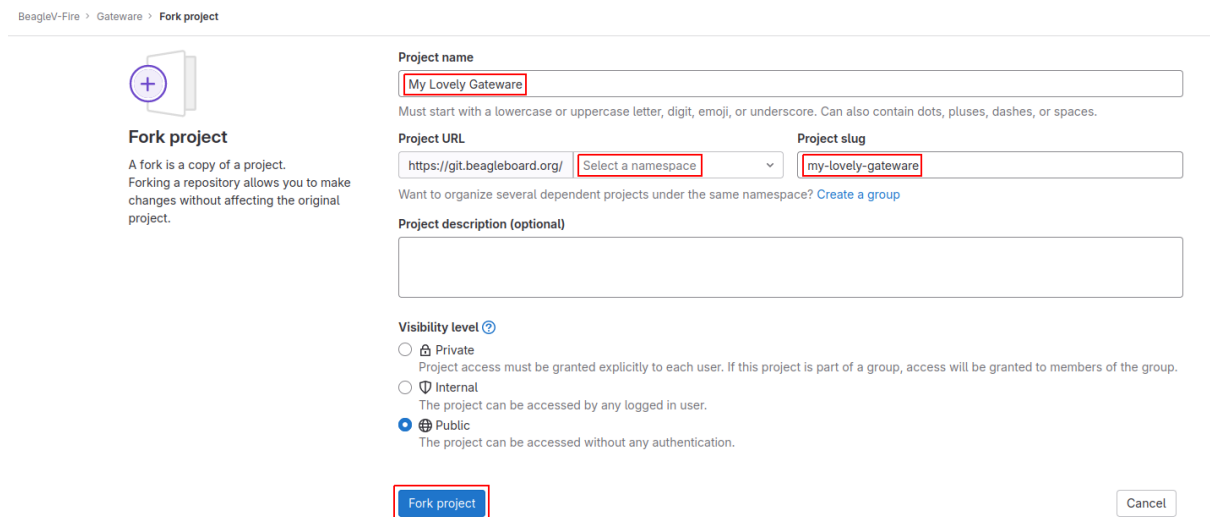 BeagleV-Fire > Gateware > Fork project
Fork project
A fork is a copy of a project.
Forking a repository allows you to make
changes without affecting the original
project.
Project name
My Lovely Gateware
Must start with a lowercase or uppercase letter, digit, emoji, or underscore. Can also contain dots, pluses, dashes, or spaces.
Project URL
https://git.beagleboard.org/ Select a namespace
Project slug
my-lovely-gateware
Want to organize several dependent projects under the same namespace? Create a group
Project description (optional)
Visibility level
Private
Project access must be granted explicitly to each user. If this project is part of a group, access will be granted to members of the group.
Internal
The project can be accessed by any logged in user.
Public
The project can be accessed without any authentication.
Fork project
Cancel